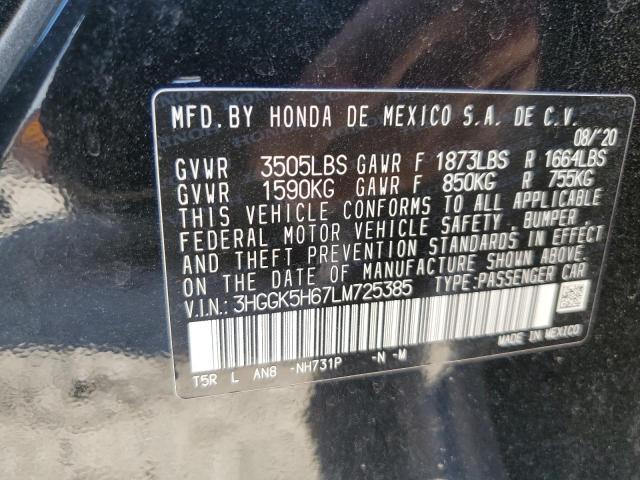 MFD. BY HONDA DE MEXICO S.A. DE C.V.
08/'20
GVWR 3505LBS GAWR F 1873LBS R 1664LBS
GVWR 1590KG GAWR F 850KG R 755KG
THIS VEHICLE CONFORMS TO ALL APPLICABLE
FEDERAL MOTOR VEHICLE SAFETY, BUMPER,
AND THEFT PREVENTION STANDARDS IN EFFECT
ON THE DATE OF MANUFACTURE SHOWN ABOVE.
V.I.N.: 3HGGK5H67LM725385 TYPE:PASSENGER CAR
MADE IN MEXICO
T5R L AN8 -NH731P -N -M